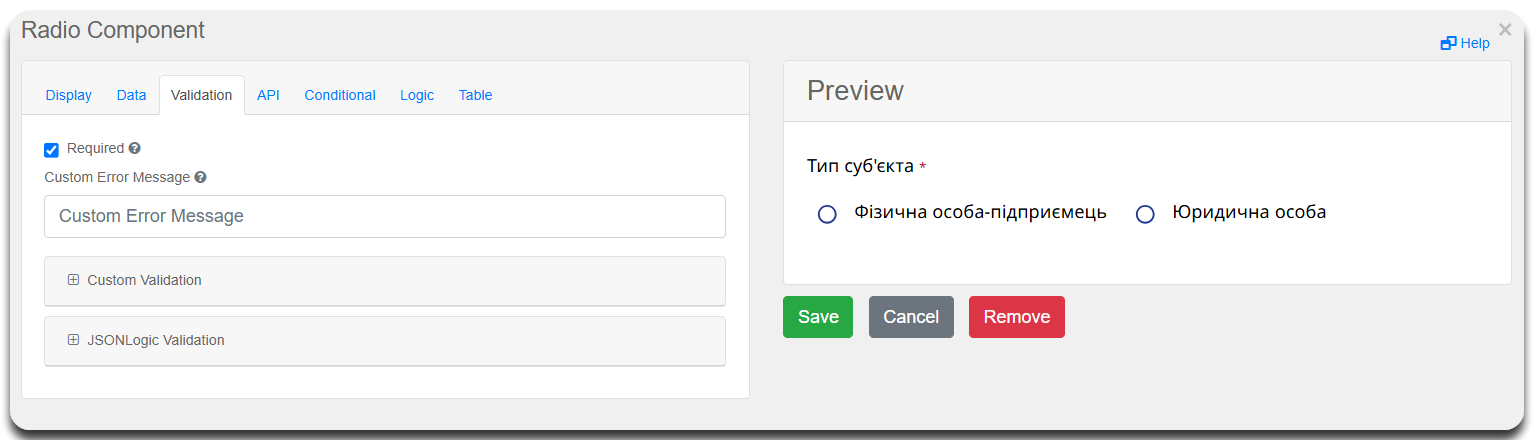 Radio Component
×
Help
Display Data Validation API Conditional Logic Table
Required
Custom Error Message
Custom Error Message
Custom Validation
JSONLogic Validation
Preview
Тип суб'єкта *
Фізична особа-підприємець Юридична особа
Save Cancel Remove